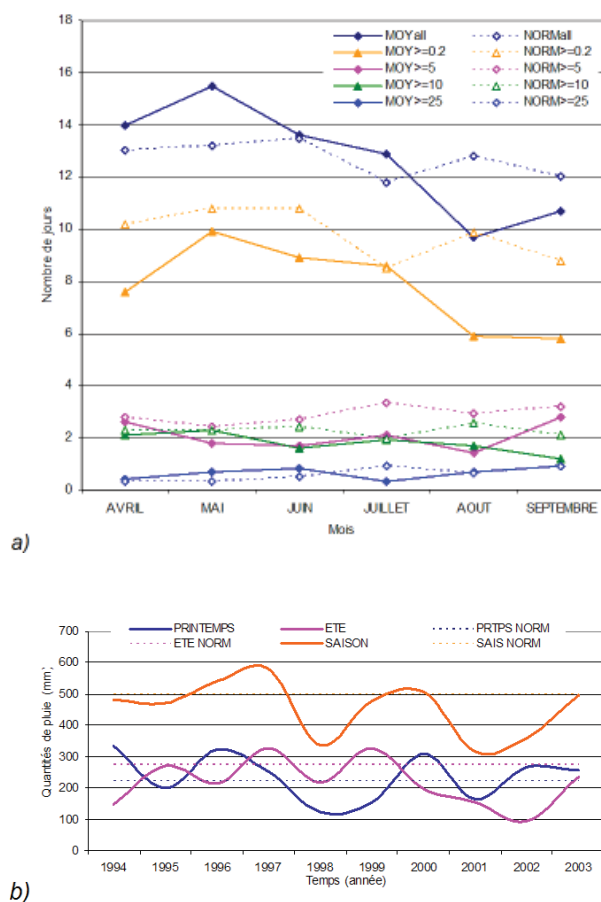 18
16
14
12
10
8
6
4
2
0
Nombre de jours
MOYall NORMall
MOY>=0.2 NORM>=0.2
MOY>=5 NORM>=5
MOY>=10 NORM>=10
MOY>=25 NORM>=25
AVRIL MAI JUIN JUILLET AOUT SEPTEMBRE
Mois
a)
PRINTEMPS ETE PRTPS NORM
ETE NORM SAISON SAIS NORM
700
600
500
400
300
200
100
0
Quantités de pluie (mm)
1994 1995 1996 1997 1998 1999 2000 2001 2002 2003
Temps (année)
b)